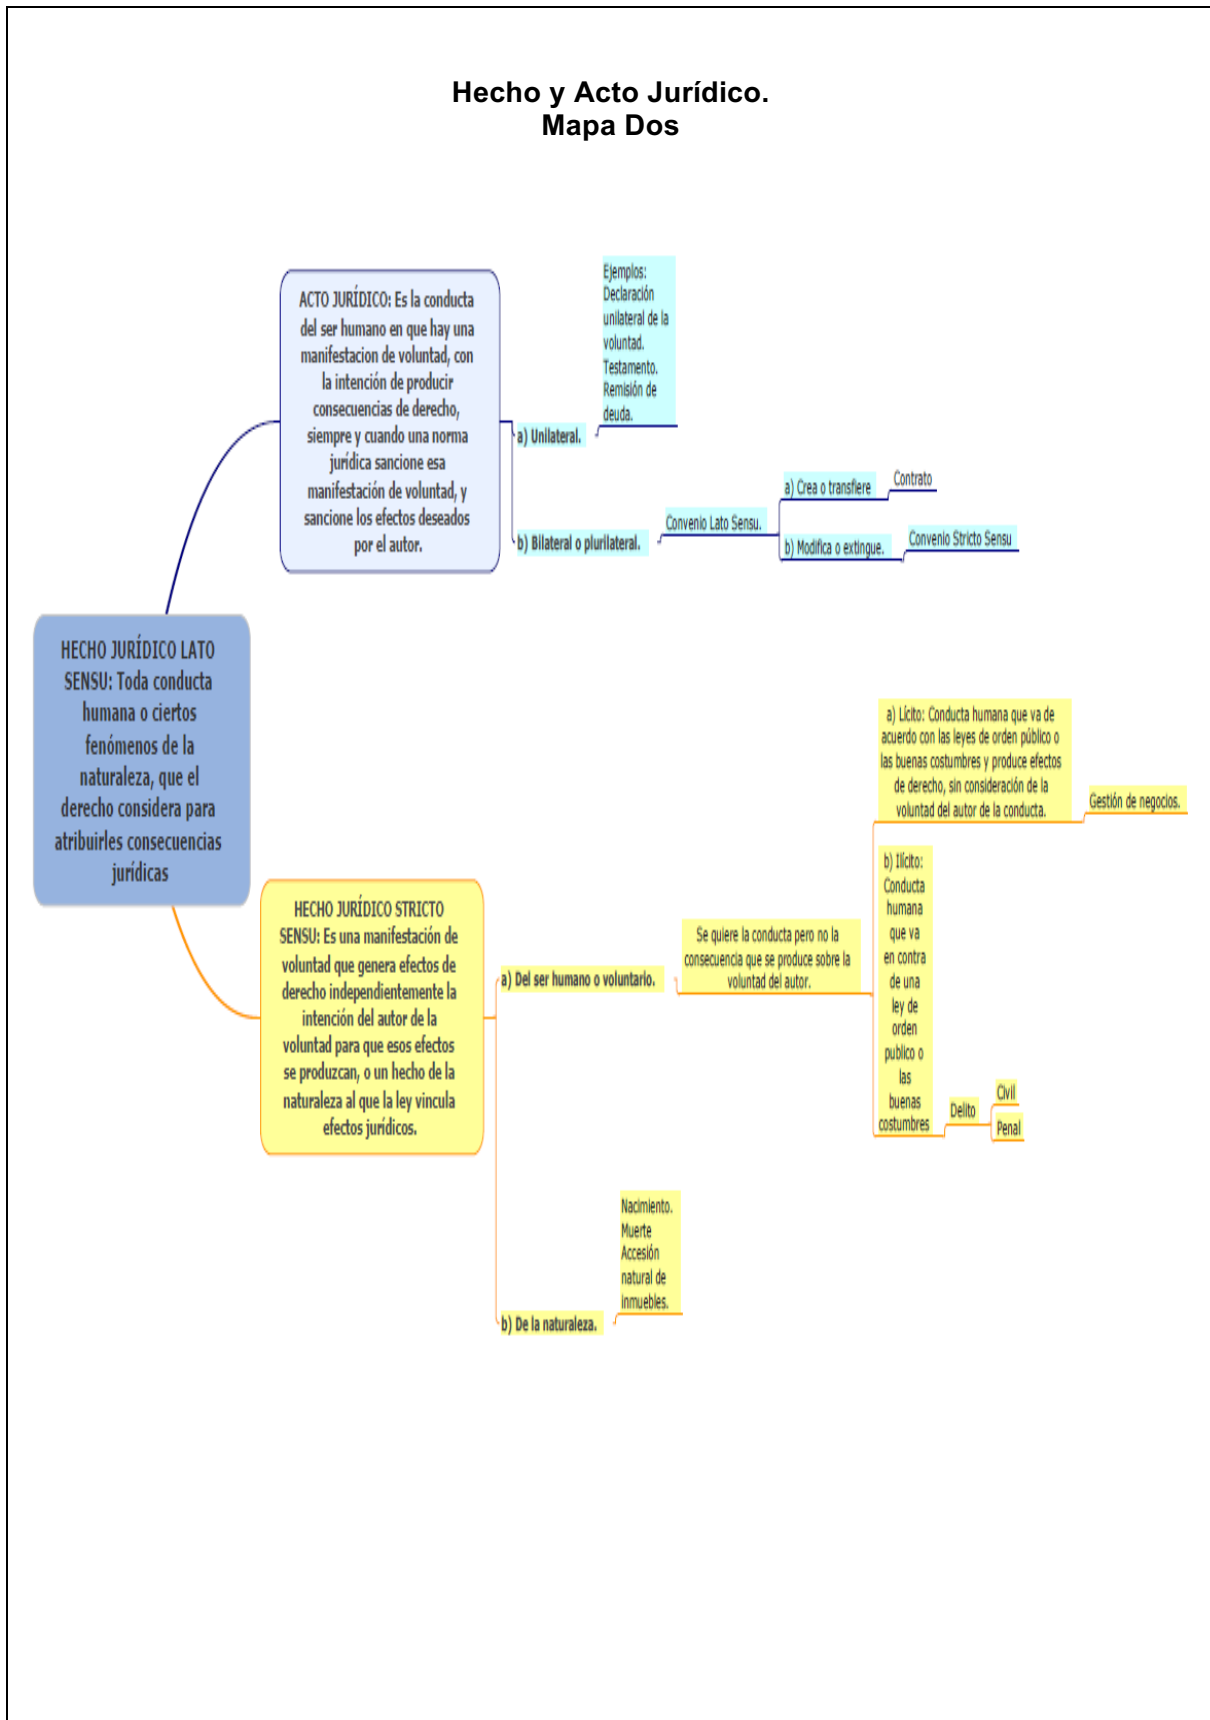 Hecho y Acto Jurídico.
Mapa Dos
ACTO JURÍDICO: Es la conducta
del ser humano en que hay una
manifestacion de voluntad, con
la intención de producir
consecuencias de derecho,
siempre y cuando una norma
jurídica sancione esa
manifestación de voluntad, y
sancione los efectos deseados
por el autor.
a) Unilateral.
Ejemplos:
Declaración
unilateral de la
voluntad.
Testamento.
Remisión de
deuda.
b) Bilateral o plurilateral.
Convenio Lato Sensu.
a) Crea o transfiere
Contrato
b) Modifica o extingue.
Convenio Stricto Sensu
HECHO JURÍDICO LATO
SENSU: Toda conducta
humana o ciertos
fenómenos de la
naturaleza, que el
derecho considera para
atribuirles consecuencias
jurídicas
HECHO JURÍDICO STRICTO
SENSU: Es una manifestación de
voluntad que genera efectos de
derecho independientemente la
intención del autor de la
voluntad para que esos efectos
se produzcan, o un hecho de la
naturaleza al que la ley vincula
efectos jurídicos.
a) Del ser humano o voluntario.
Se quiere la conducta pero no la
consecuencia que se produce sobre la
voluntad del autor.
a) Lícito: Conducta humana que va de
acuerdo con las leyes de orden público o
las buenas costumbres y produce efectos
de derecho, sin consideración de la
voluntad del autor de la conducta.
Gestión de negocios.
b) Ilícito:
Conducta
humana
que va
en contra
de una
ley de
orden
publico o
las
buenas
costumbres
Delito
Civil
Penal
b) De la naturaleza.
Nacimiento.
Muerte
Accesión
natural de
inmuebles.